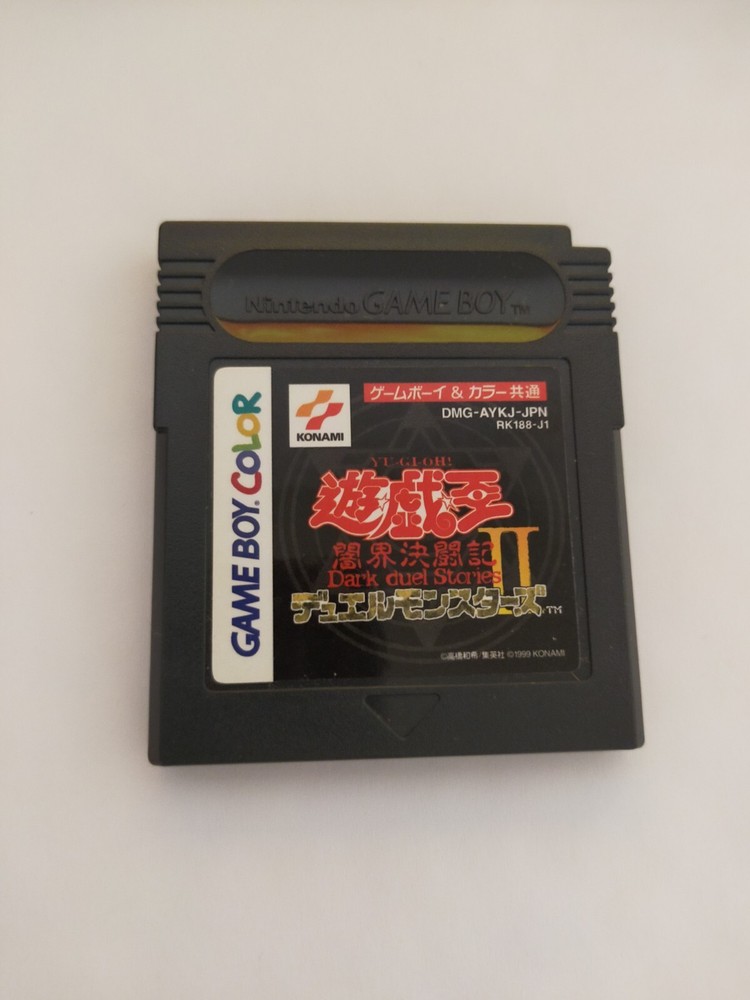 Nintendo GAME BOY™
GAME BOY COLOR
KONAMI
ゲームボーイ & カラー共通
DMG-AYKJ-JPN
RK188-J1
YU-GI-OH!
遊戯王
闇界決闘記
Dark duel Stories
II
デュエルモンスターズ™
©高橋和希/集英社 ©1999 KONAMI